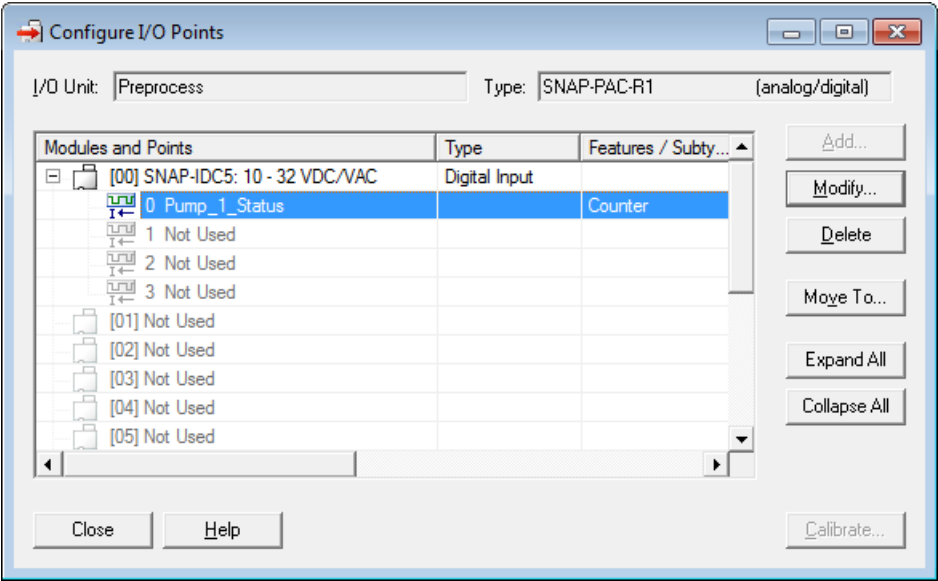 Configure I/O Points
I/O Unit: Preprocess Type: SNAP-PAC-R1 (analog/digital)
Modules and Points Type Features / Subty...
Add...
[00] SNAP-IDC5: 10 - 32 VDC/VAC Digital Input
Modify...
0 Pump_1_Status Counter
1 Not Used
Delete
2 Not Used
3 Not Used
Move To...
[01] Not Used
[02] Not Used
Expand All
[03] Not Used
[04] Not Used
Collapse All
[05] Not Used
Close Help Calibrate...